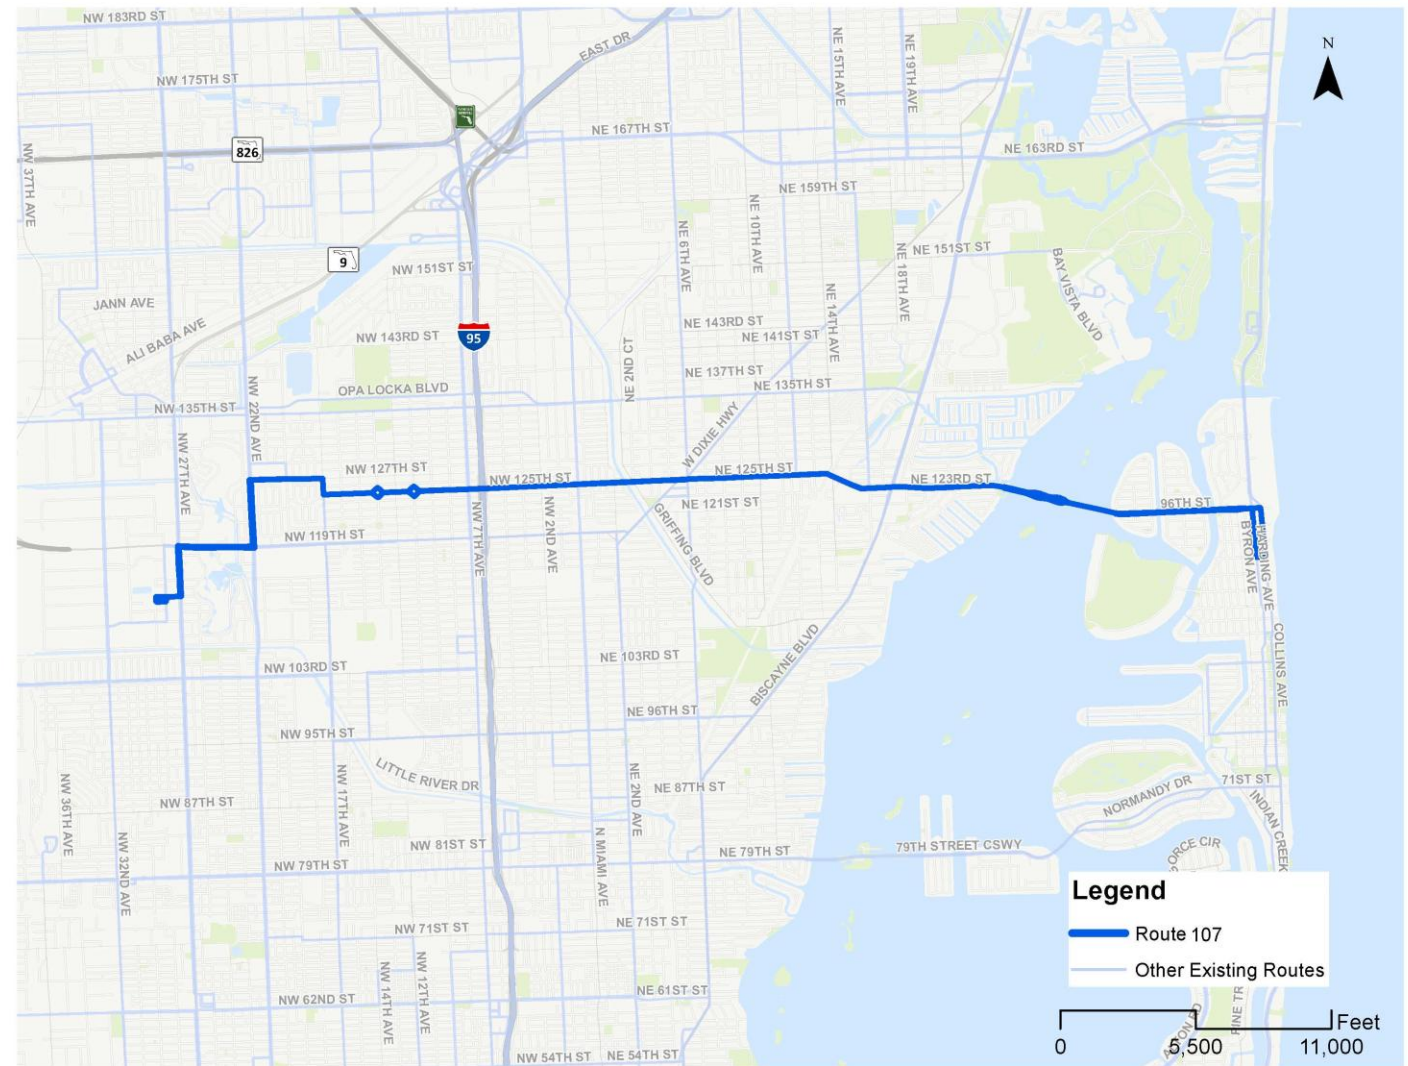 NW 183RD ST
EAST DR
NE 15TH AVE
NE 19TH AVE
N
NW 175TH ST
826
NE 167TH ST
NE 163RD ST
NW 37TH AVE
NE 159TH ST
NE 6TH AVE
NE 10TH AVE
NE 18TH AVE
NE 151ST ST
9
NW 151ST ST
BAY VISTA BLVD
JANN AVE
ALI BABA AVE
NW 143RD ST
95
NE 143RD ST
NE 141ST ST
NE 14TH AVE
NE 2ND CT
NE 137TH ST
NE 135TH ST
OPA LOCKA BLVD
NW 135TH ST
NW 22ND AVE
NW 27TH AVE
W DIXIE HWY
NW 127TH ST
NW 125TH ST
NE 125TH ST
NE 123RD ST
NE 121ST ST
96TH ST
NW 119TH ST
NW 7TH AVE
NW 2ND AVE
GRIFFING BLVD
BYRON AVE
HARDING AVE
COLLINS AVE
NW 103RD ST
NE 103RD ST
BISCAYNE BLVD
NE 96TH ST
NW 95TH ST
LITTLE RIVER DR
NW 36TH AVE
NW 87TH ST
NW 17TH AVE
NE 2ND AVE
NE 87TH ST
71ST ST
NORMANDY DR
INDIAN CREEK
NW 32ND AVE
NW 81ST ST
N MIAMI AVE
NE 79TH ST
79TH STREET CSWY
ORCE CIR
NW 79TH ST
NW 71ST ST
NE 71ST ST
NW 14TH AVE
NW 12TH AVE
NW 62ND ST
NE 61ST ST
NW 54TH ST
NE 54TH ST
PINE TR
Legend
Route 107
Other Existing Routes
Feet
0
5,500
11,000